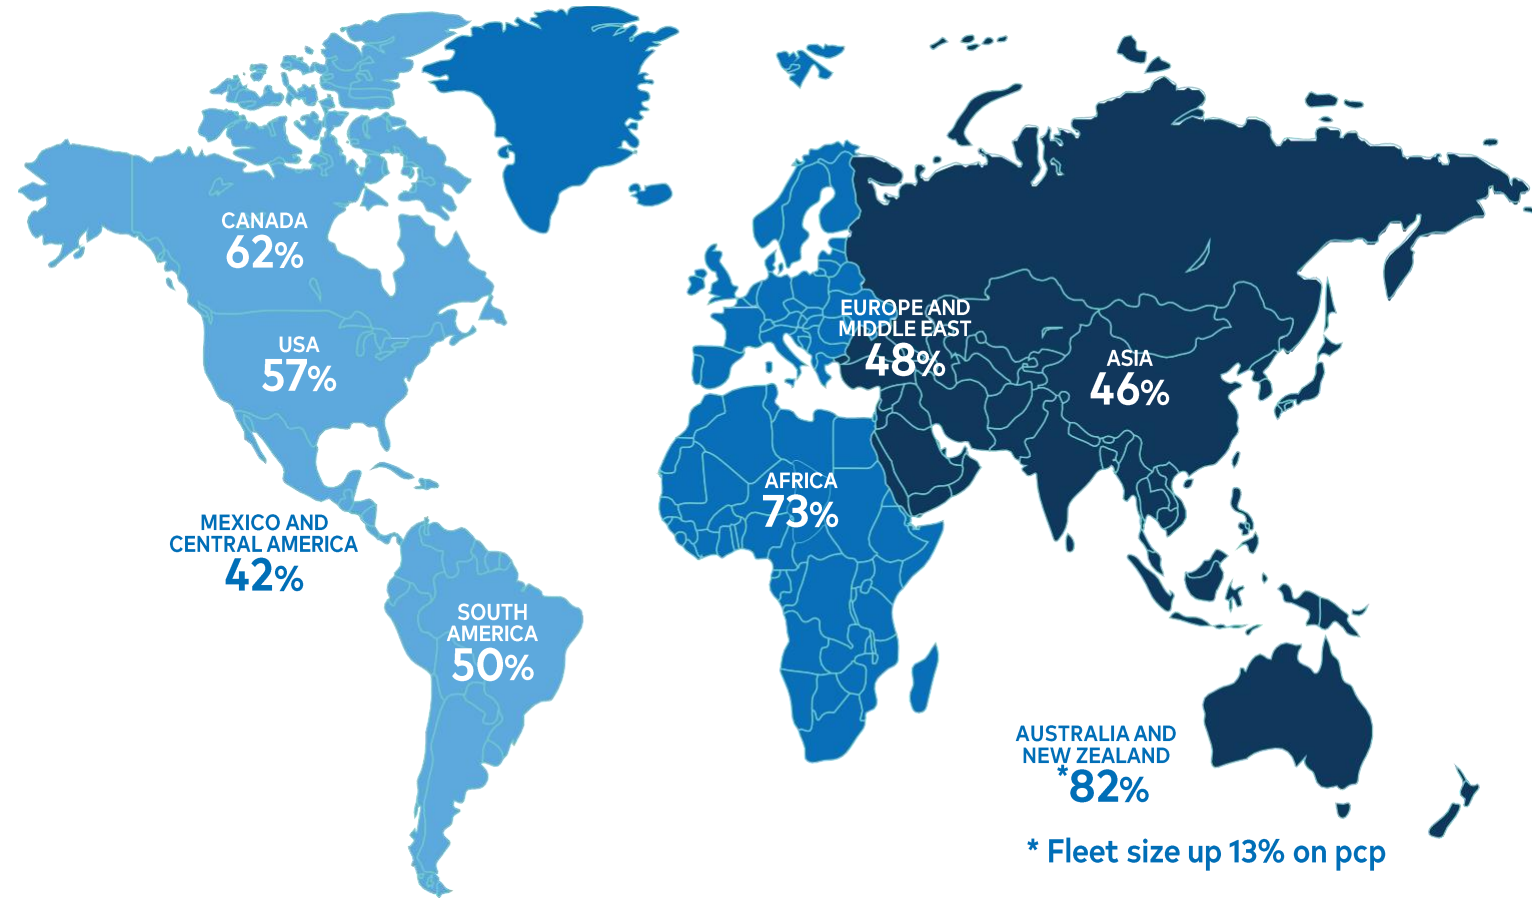 CANADA
62%
USA
57%
MEXICO AND
CENTRAL AMERICA
42%
SOUTH
AMERICA
50%
EUROPE AND
MIDDLE EAST
48%
AFRICA
73%
ASIA
46%
AUSTRALIA AND
NEW ZEALAND
*82%
* Fleet size up 13% on pcp